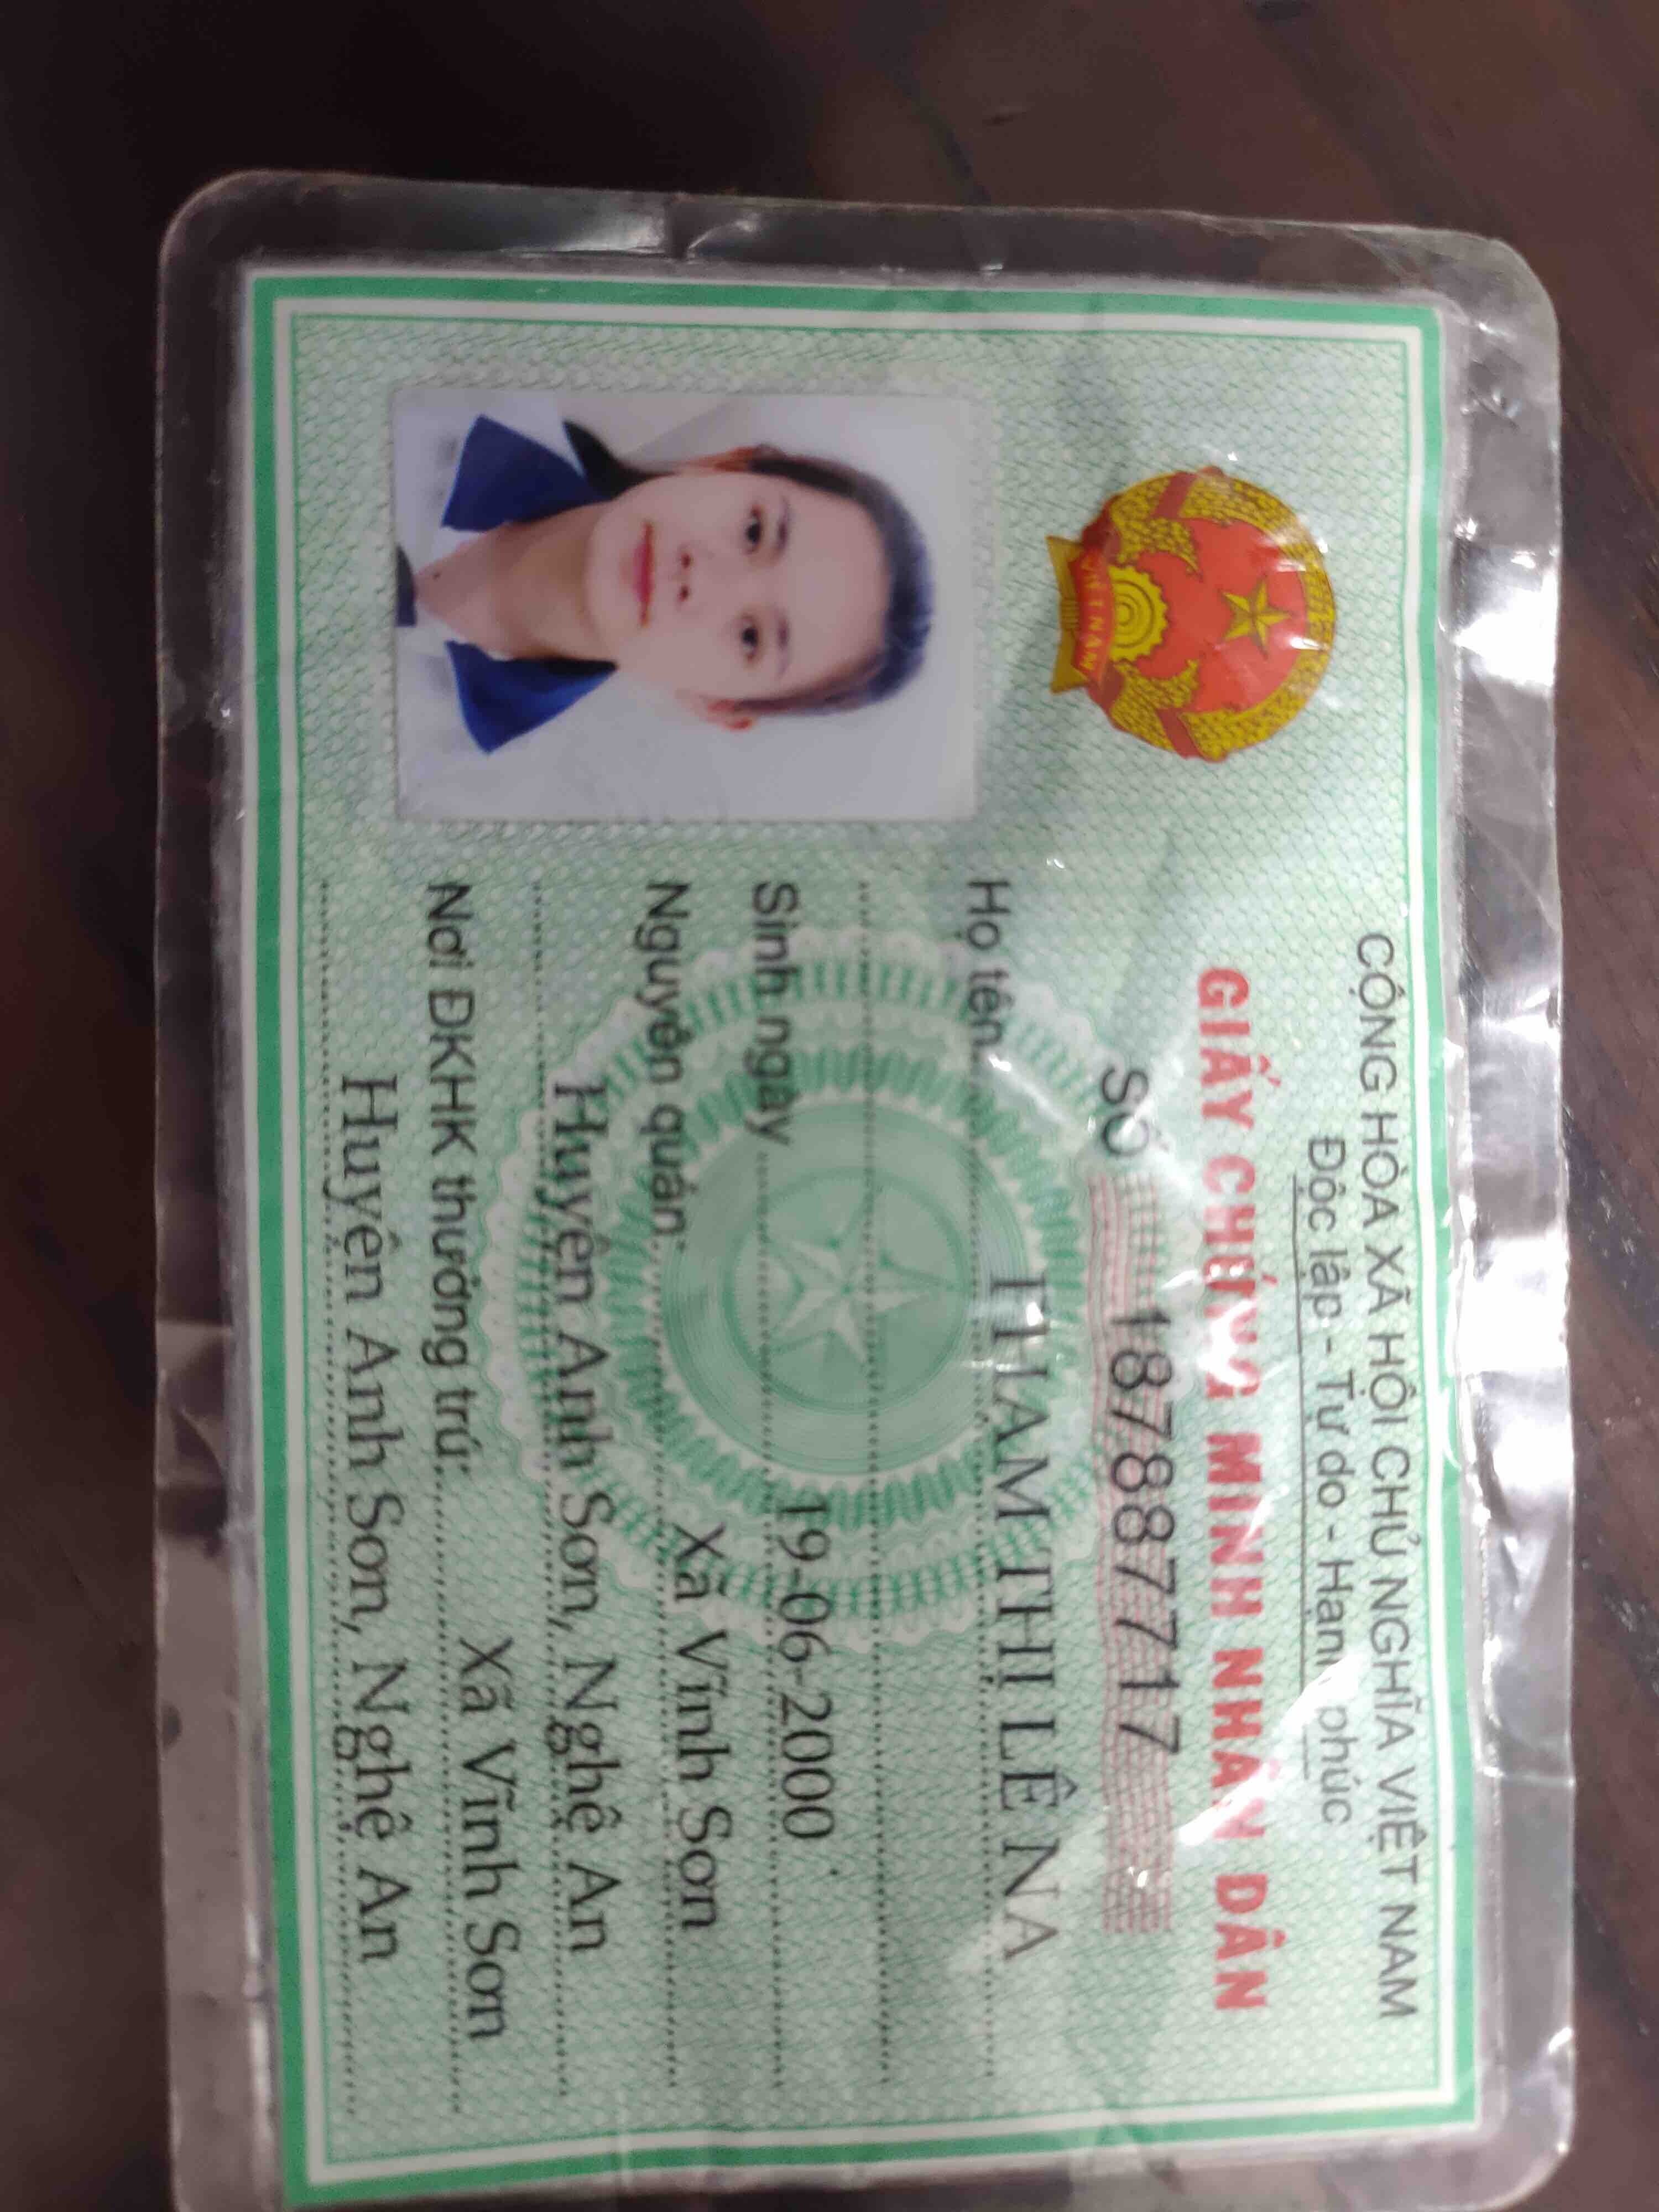 CỘNG HÒA XÃ HỘI CHỦ NGHĨA VIỆT NAM
Độc lập - Tự do - Hạnh phúc
GIẤY CHỨNG MINH NHÂN DÂN
SỐ 187887717
VIỆT NAM
Họ tên THỊ LÊ NA
Sinh ngày 19-06-2000
Nguyên quán Xã Vĩnh Sơn
Huyện Anh Sơn, Nghệ An
Nơi ĐKHK thường trú: Xã Vĩnh Sơn
Huyện Anh Sơn, Nghệ An